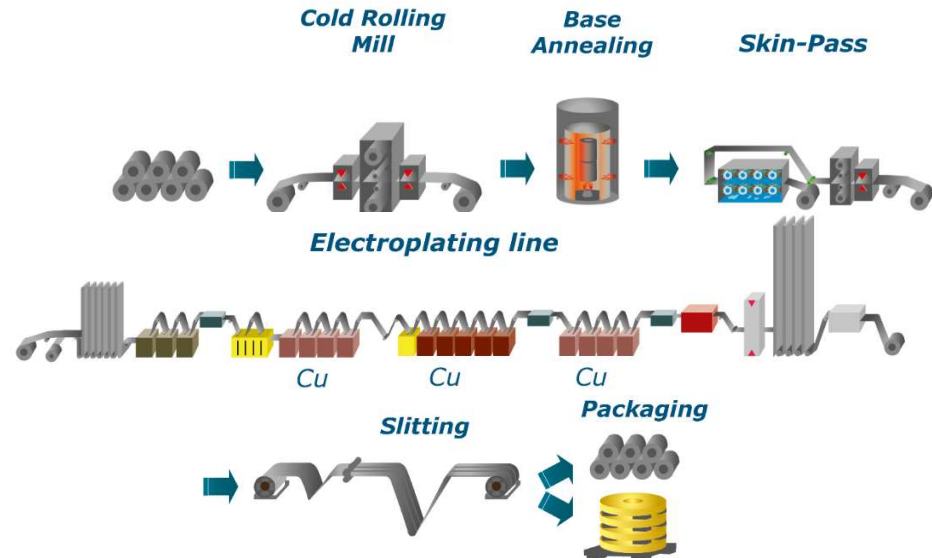 Cold Rolling
Mill
Base
Annealing
Skin-Pass
Electroplating line
Cu
Cu
Cu
Slitting
Packaging